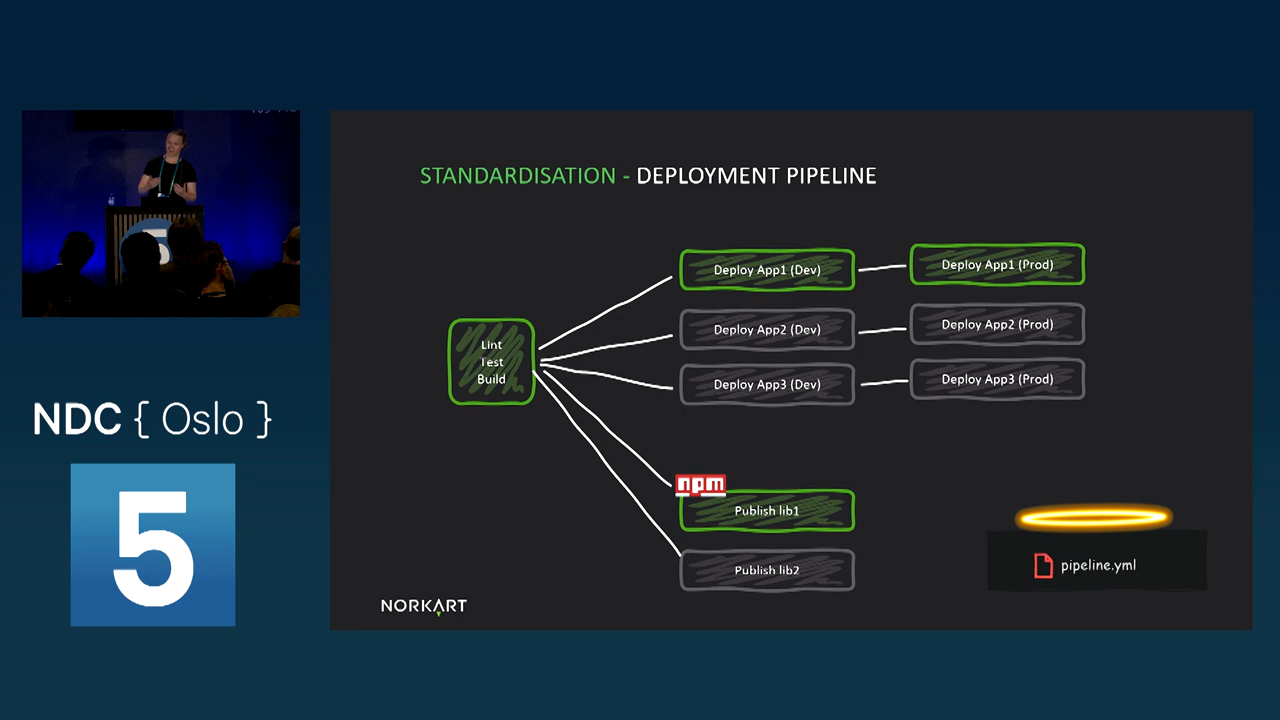 STANDARDISATION - DEPLOYMENT PIPELINE
Deploy App1 (Dev)
Deploy App1 (Prod)
Deploy App2 (Dev)
Deploy App2 (Prod)
Deploy App3 (Dev)
Deploy App3 (Prod)
Lint
Test
Build
npm
Publish lib1
Publish lib2
pipeline.yml
NORKART
NDC { Oslo }
5
5